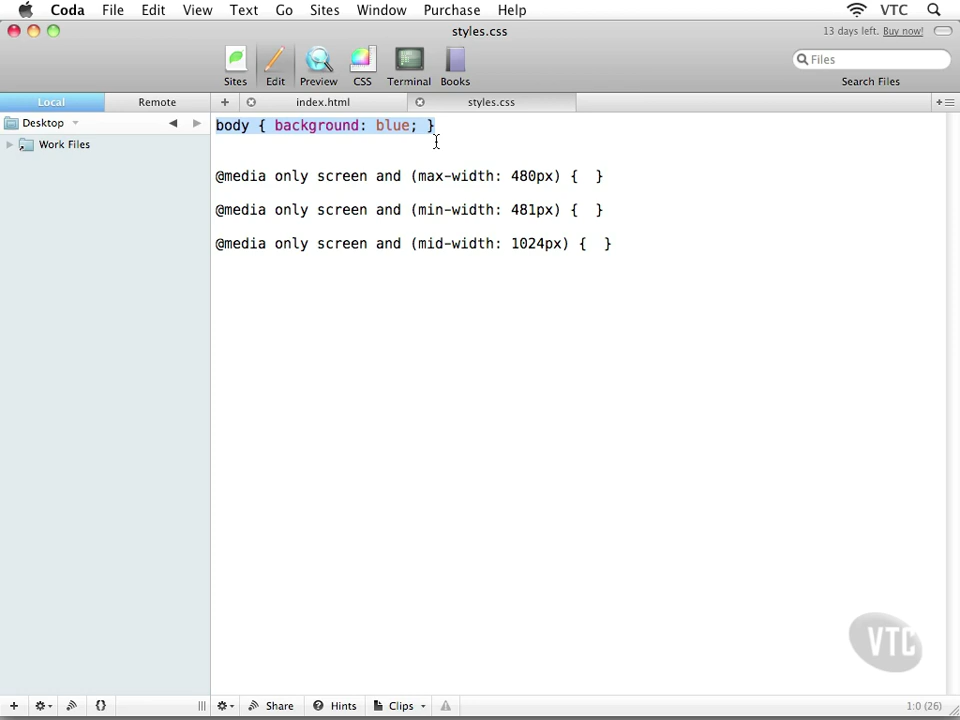 Coda File Edit View Text Go Sites Window Purchase Help VTC
styles.css 13 days left. Buy now!
Sites Edit Preview CSS Terminal Books Files
Search Files
Local Remote + index.html styles.css
Desktop
Work Files
body { background: blue; }
@media only screen and (max-width: 480px) {  }
@media only screen and (min-width: 481px) {  }
@media only screen and (mid-width: 1024px) {  }
VTC
+ {} Share Hints Clips 1:0 (26)